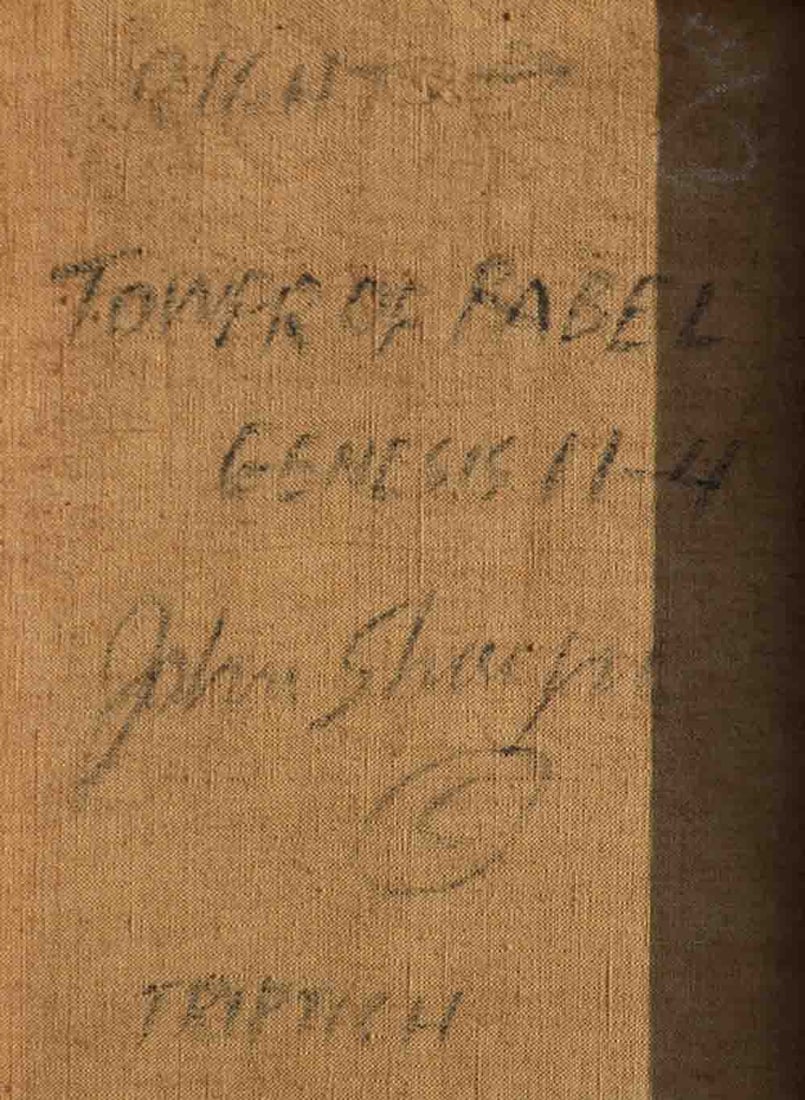 RIGHT →
TOWER OF BABEL
GENESIS 11-4
John
©
TRIPTYCH